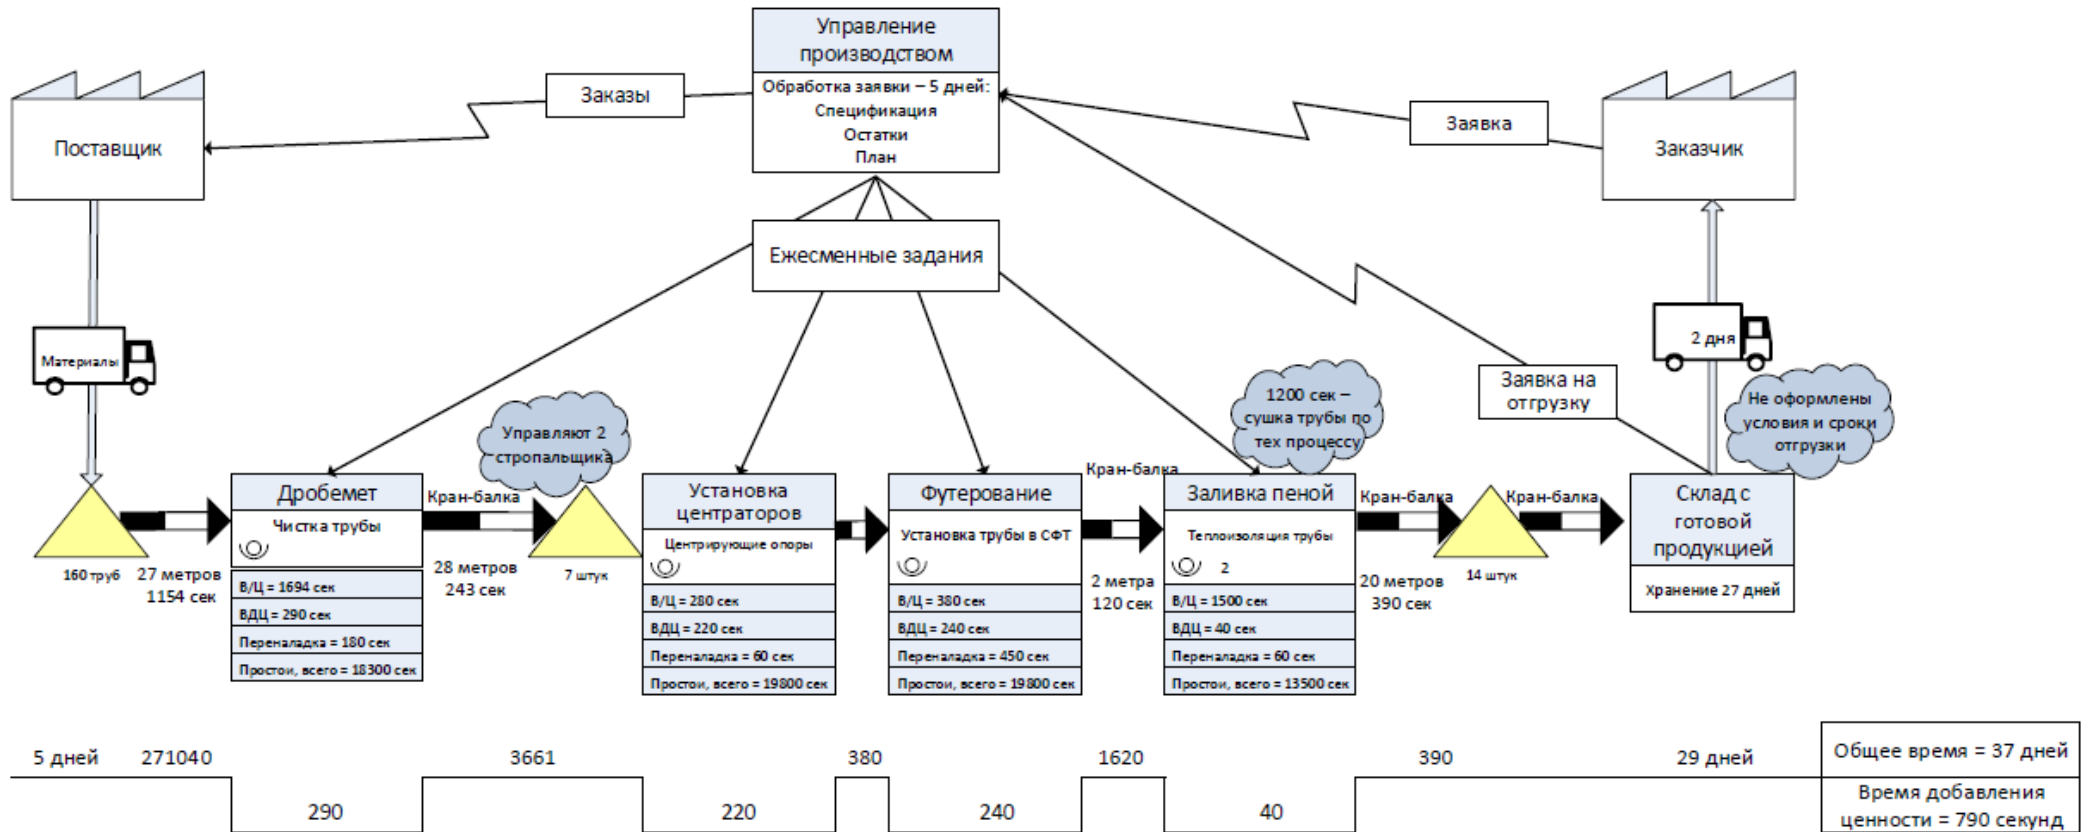 Управление
производством
Обработка заявки – 5 дней:
Спецификация
Остатки
План
Заказы
Заявка
Поставщик
Заказчик
Ежесменные задания
Материалы
2 дня
Заявка на
отгрузку
Не оформлены
условия и сроки
отгрузки
1200 сек –
сушка трубы по
тех процессу
Управляют 2
стропальщика
160 труб
27 метров
1154 сек
Дробемет
Чистка трубы
В/Ц = 1694 сек
ВДЦ = 290 сек
Переналадка = 180 сек
Простои, всего = 18300 сек
Кран-балка
28 метров
243 сек
7 штук
Установка
центраторов
Центрирующие опоры
В/Ц = 280 сек
ВДЦ = 220 сек
Переналадка = 60 сек
Простои, всего = 19800 сек
Футерование
Установка трубы в СФТ
В/Ц = 380 сек
ВДЦ = 240 сек
Переналадка = 450 сек
Простои, всего = 19800 сек
Кран-балка
2 метра
120 сек
Заливка пеной
Теплоизоляция трубы
2
В/Ц = 1500 сек
ВДЦ = 40 сек
Переналадка = 60 сек
Простои, всего = 13500 сек
Кран-балка
20 метров
390 сек
14 штук
Кран-балка
Склад с
готовой
продукцией
Хранение 27 дней
5 дней
271040
290
3661
220
380
240
1620
40
390
29 дней
Общее время = 37 дней
Время добавления
ценности = 790 секунд